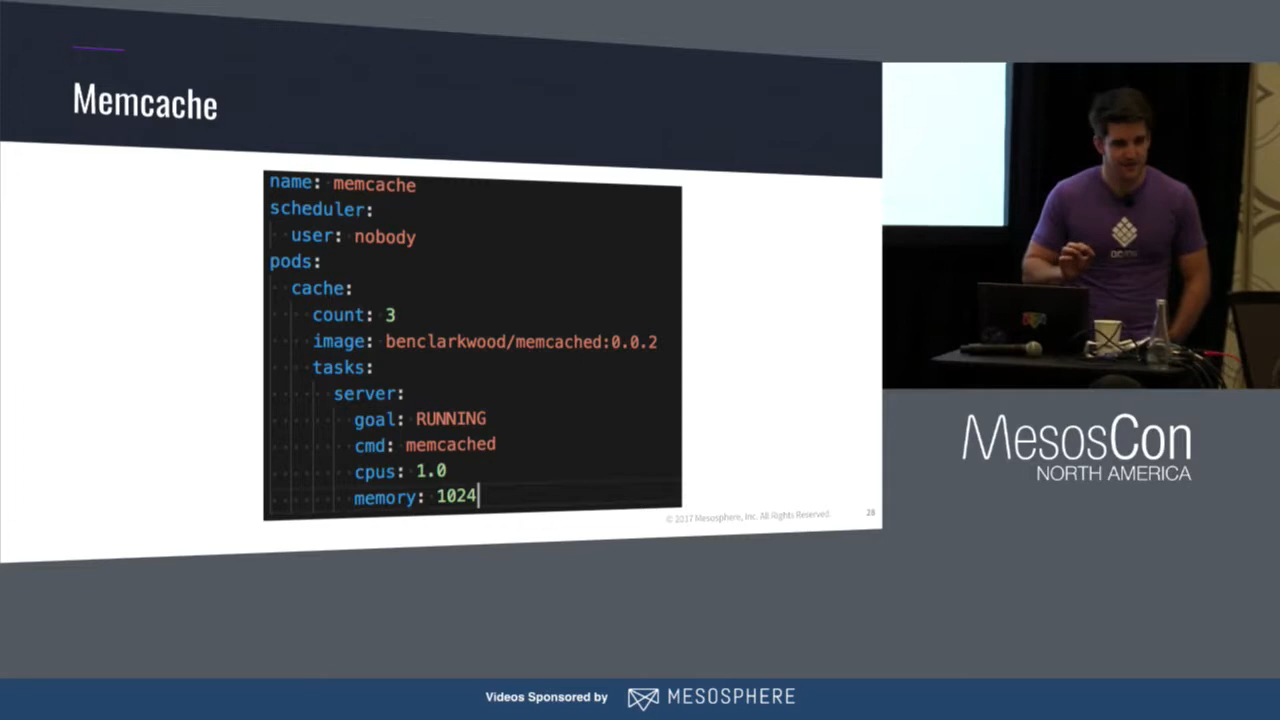 Memcache
name: memcache
scheduler:
user: nobody
pods:
cache:
count: 3
image: benclarkwood/memcached:0.0.2
tasks:
server:
goal: RUNNING
cmd: memcached
cpus: 1.0
memory: 1024
© 2017 Mesosphere, Inc. All Rights Reserved.
28
MesosCon
NORTH AMERICA
Videos Sponsored by
MESOSPHERE